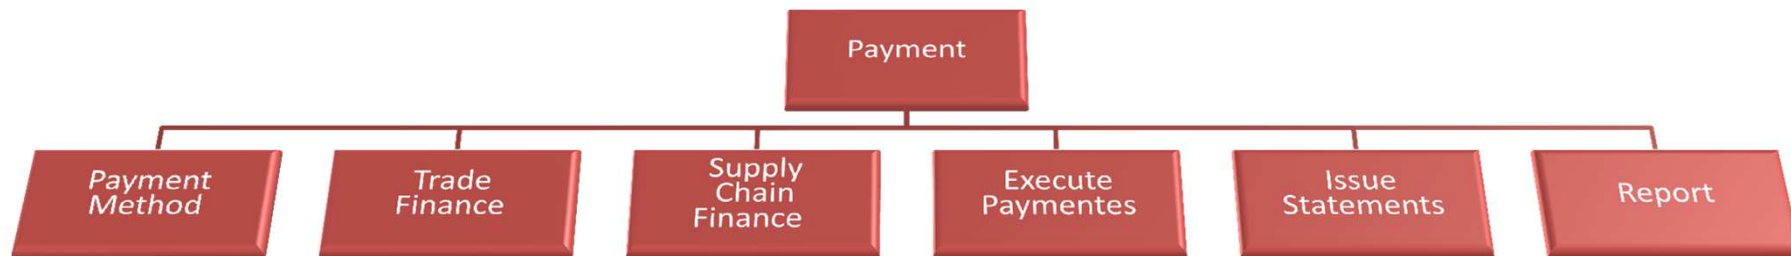 Payment
Payment
Method
Trade
Finance
Supply
Chain
Finance
Execute
Paymentes
Issue
Statements
Report